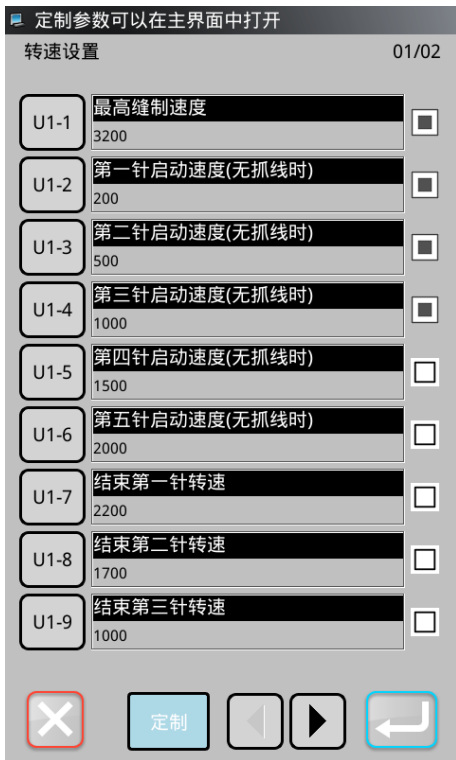 定制参数可以在主界面中打开
转速设置 01/02
U1-1 最高缝制速度
3200
U1-2 第一针启动速度(无抓线时)
200
U1-3 第二针启动速度(无抓线时)
500
U1-4 第三针启动速度(无抓线时)
1000
U1-5 第四针启动速度(无抓线时)
1500
U1-6 第五针启动速度(无抓线时)
2000
U1-7 结束第一针转速
2200
U1-8 结束第二针转速
1700
U1-9 结束第三针转速
1000
定制